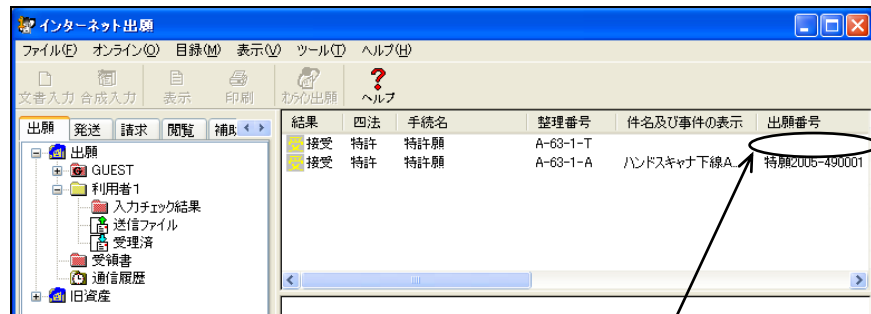 インターネット出願
ファイル(F) オンライン(O) 目録(M) 表示(V) ツール(T) ヘルプ(H)
文書入力 合成入力 表示 印刷 オンライン出願 ヘルプ
出願 発送 請求 閲覧 補助
結果 四法 手続名 整理番号 件名及び事件の表示 出願番号
接受 特許 特許願 A-63-1-T
接受 特許 特許願 A-63-1-A ハンドスキャナ下線A... 特願2005-490001
出願
GUEST
利用者1
入力チェック結果
送信ファイル
受理済
受領書
通信履歴
旧資産